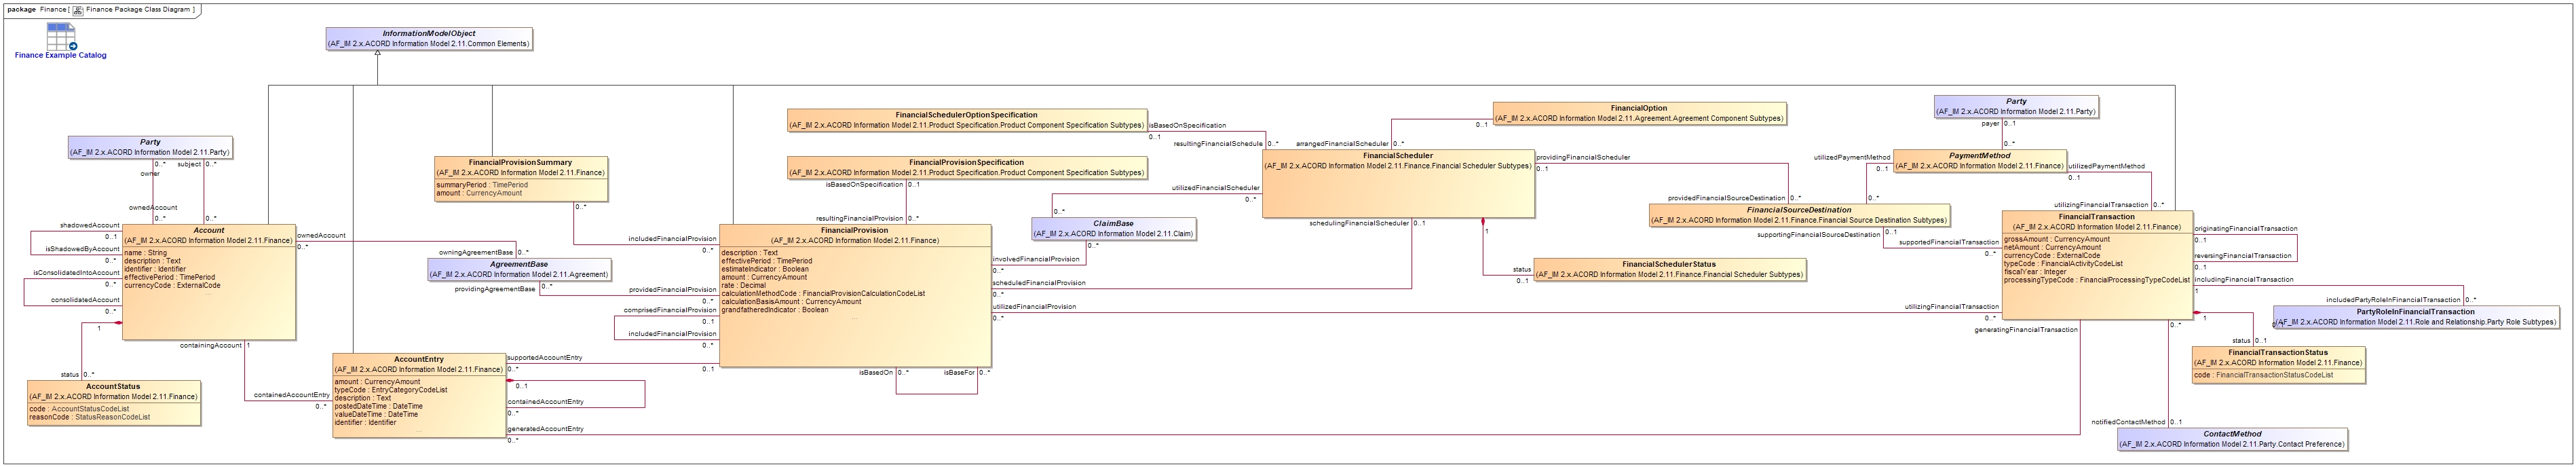 package Finance [ Finance Package Class Diagram ]
Finance Example Catalog
InformationModelObject
(AF_IM 2.x.ACORD Information Model 2.11.Common Elements)
Party
(AF_IM 2.x.ACORD Information Model 2.11.Party)
0..*
owner
subject
0..*
ownedAccount
0..*
0..*
shadowedAccount
0..1
isShadowedByAccount
0..*
isConsolidatedIntoAccount
0..*
consolidatedAccount
0..*
Account
(AF_IM 2.x.ACORD Information Model 2.11.Finance)
name : String
description : Text
identifier : Identifier
effectivePeriod : TimePeriod
currencyCode : ExternalCode
...
1
status
0..*
AccountStatus
(AF_IM 2.x.ACORD Information Model 2.11.Finance)
code : AccountStatusCodeList
reasonCode : StatusReasonCodeList
containingAccount
1
containedAccountEntry
0..*
ownedAccount
0..*
owningAgreementBase
0..*
AgreementBase
(AF_IM 2.x.ACORD Information Model 2.11.Agreement)
providingAgreementBase
0..*
FinancialProvisionSummary
(AF_IM 2.x.ACORD Information Model 2.11.Finance)
summaryPeriod : TimePeriod
amount : CurrencyAmount
0..*
includedFinancialProvision
0..*
providedFinancialProvision
0..*
comprisedFinancialProvision
0..1
includedFinancialProvision
0..*
AccountEntry
(AF_IM 2.x.ACORD Information Model 2.11.Finance)
amount : CurrencyAmount
typeCode : EntryCategoryCodeList
description : Text
postedDateTime : DateTime
valueDateTime : DateTime
identifier : Identifier
...
supportedAccountEntry
0..*
0..1
0..1
containedAccountEntry
0..*
generatedAccountEntry
0..*
FinancialSchedulerOptionSpecification
(AF_IM 2.x.ACORD Information Model 2.11.Product Specification.Product Component Specification Subtypes)
isBasedOnSpecification
0..1
resultingFinancialSchedule
0..*
FinancialProvisionSpecification
(AF_IM 2.x.ACORD Information Model 2.11.Product Specification.Product Component Specification Subtypes)
isBasedOnSpecification
0..1
resultingFinancialProvision
0..*
FinancialProvision
(AF_IM 2.x.ACORD Information Model 2.11.Finance)
description : Text
effectivePeriod : TimePeriod
estimateIndicator : Boolean
amount : CurrencyAmount
rate : Decimal
calculationMethodCode : FinancialProvisionCalculationCodeList
calculationBasisAmount : CurrencyAmount
grandfatheredIndicator : Boolean
...
isBasedOn
0..*
isBaseFor
0..*
involvedFinancialProvision
0..*
scheduledFinancialProvision
0..*
utilizedFinancialProvision
0..*
ClaimBase
(AF_IM 2.x.ACORD Information Model 2.11.Claim)
0..*
0..*
utilizedFinancialScheduler
0..*
FinancialOption
(AF_IM 2.x.ACORD Information Model 2.11.Agreement.Agreement Component Subtypes)
0..1
arrangedFinancialScheduler
0..*
FinancialScheduler
(AF_IM 2.x.ACORD Information Model 2.11.Finance.Financial Scheduler Subtypes)
schedulingFinancialScheduler
0..1
1
status
0..1
FinancialSchedulerStatus
(AF_IM 2.x.ACORD Information Model 2.11.Finance.Financial Scheduler Subtypes)
providingFinancialScheduler
0..1
providedFinancialSourceDestination
0..*
Party
(AF_IM 2.x.ACORD Information Model 2.11.Party)
payer
0..1
0..*
PaymentMethod
(AF_IM 2.x.ACORD Information Model 2.11.Finance)
utilizedPaymentMethod
0..1
0..*
utilizedPaymentMethod
0..1
utilizingFinancialTransaction
0..*
FinancialSourceDestination
(AF_IM 2.x.ACORD Information Model 2.11.Finance.Financial Source Destination Subtypes)
supportingFinancialSourceDestination
0..1
supportedFinancialTransaction
0..*
FinancialTransaction
(AF_IM 2.x.ACORD Information Model 2.11.Finance)
grossAmount : CurrencyAmount
netAmount : CurrencyAmount
currencyCode : ExternalCode
typeCode : FinancialActivityCodeList
fiscalYear : Integer
processingTypeCode : FinancialProcessingTypeCodeList
utilizingFinancialTransaction
0..*
generatingFinancialTransaction
originatingFinancialTransaction
0..1
reversingFinancialTransaction
0..1
includingFinancialTransaction
1
includedPartyRoleInFinancialTransaction
0..*
PartyRoleInFinancialTransaction
(AF_IM 2.x.ACORD Information Model 2.11.Role and Relationship.Party Role Subtypes)
1
status
0..1
FinancialTransactionStatus
(AF_IM 2.x.ACORD Information Model 2.11.Finance)
code : FinancialTransactionStatusCodeList
0..*
notifiedContactMethod
0..1
ContactMethod
(AF_IM 2.x.ACORD Information Model 2.11.Party.Contact Preference)